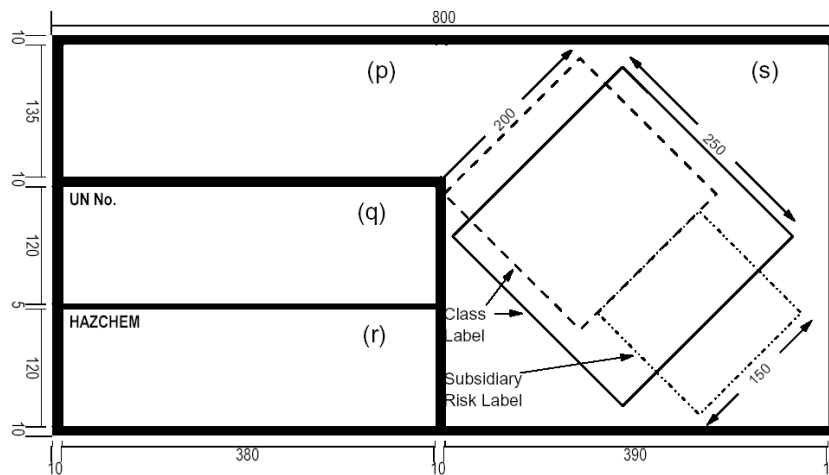 800
10
(p)
(s)
200
250
135
10
UN No.
(q)
120
5
HAZCHEM
(r)
Class
Label
120
Subsidiary
Risk Label
150
10
380
390
10
10
1